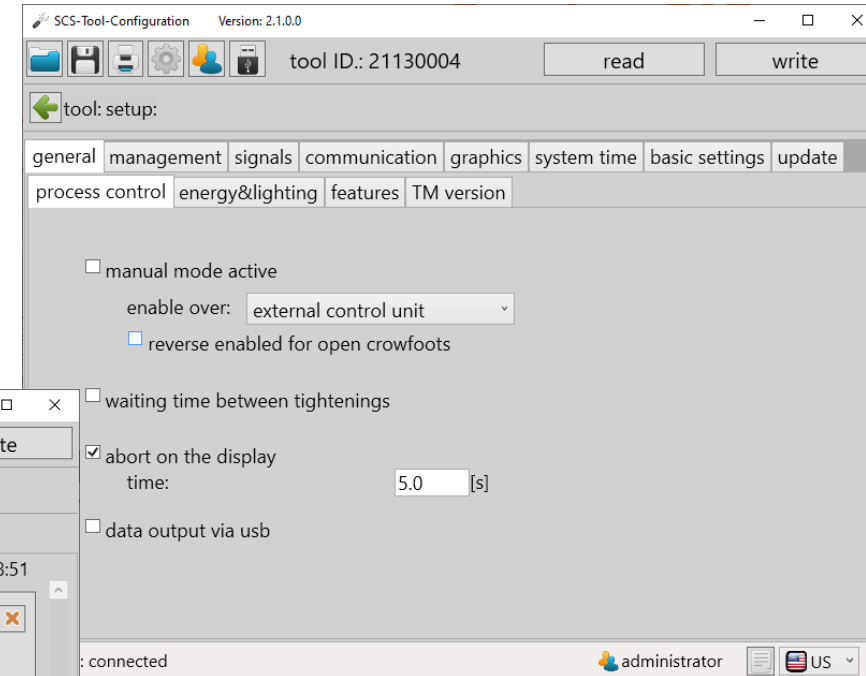 SCS-Tool-Configuration Version: 2.1.0.0
tool ID.: 21130004 read write
tool: setup:
general management signals communication graphics system time basic settings update
process control energy&lighting features TM version
manual mode active
enable over: external control unit
reverse enabled for open crowfoots
waiting time between tightenings
abort on the display
time: 5.0 [s]
data output via usb
te
3:51
: connected administrator US